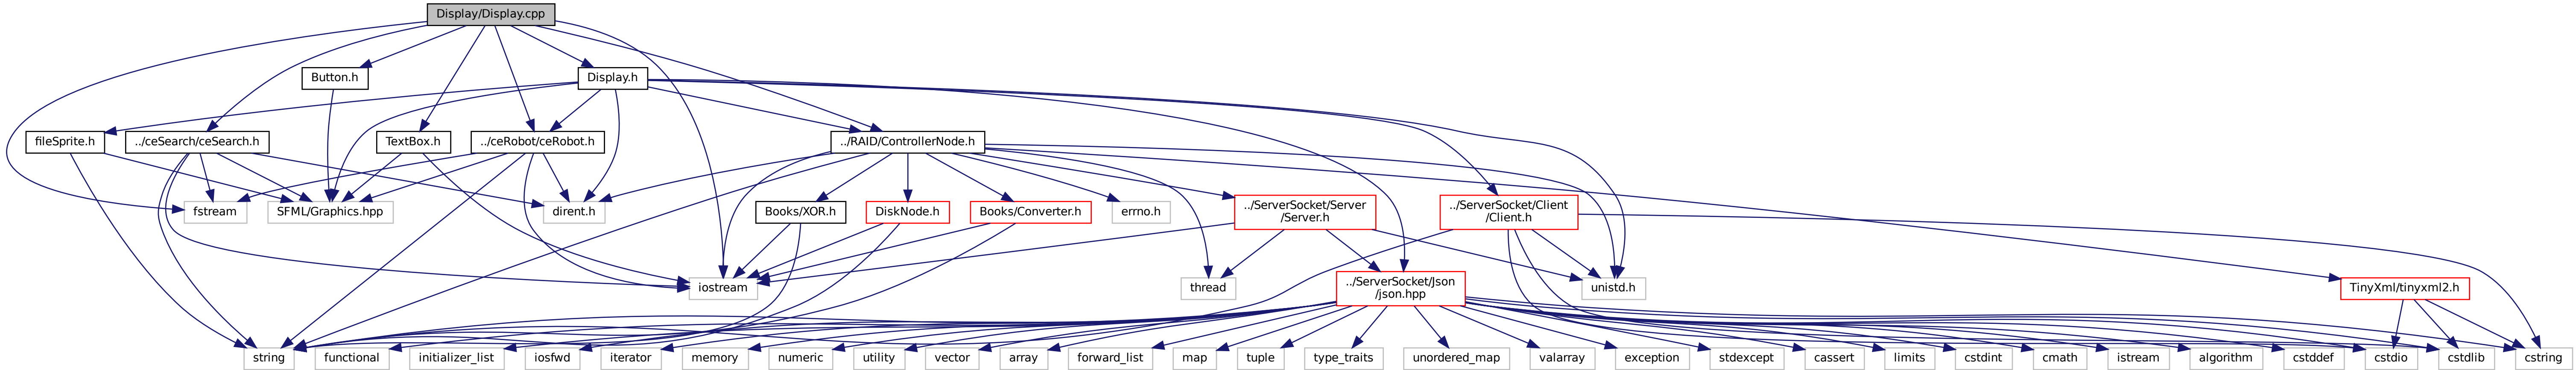 Display/Display.cpp
Button.h
Display.h
fileSprite.h
../ceSearch/ceSearch.h
TextBox.h
../ceRobot/ceRobot.h
../RAID/ControllerNode.h
fstream
SFML/Graphics.hpp
dirent.h
Books/XOR.h
DiskNode.h
Books/Converter.h
errno.h
../ServerSocket/Server
/Server.h
../ServerSocket/Client
/Client.h
iostream
thread
../ServerSocket/Json
/json.hpp
unistd.h
TinyXml/tinyxml2.h
string
functional
initializer_list
iosfwd
iterator
memory
numeric
utility
vector
array
forward_list
map
tuple
type_traits
unordered_map
valarray
exception
stdexcept
cassert
limits
cstdint
cmath
istream
algorithm
cstddef
cstdio
cstdlib
cstring